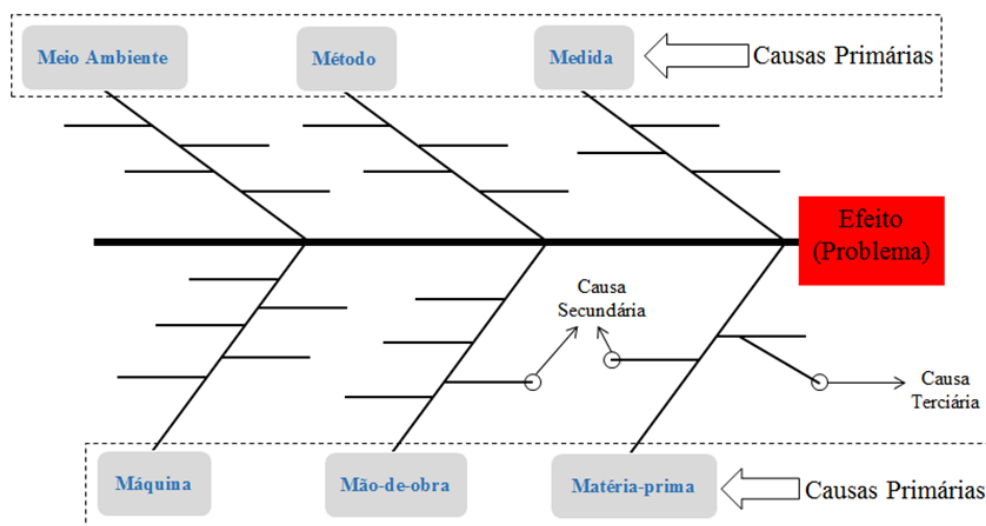 Meio Ambiente
Método
Medida
Causas Primárias
Efeito
(Problema)
Causa
Secundária
Causa
Terciária
Máquina
Mão-de-obra
Matéria-prima
Causas Primárias